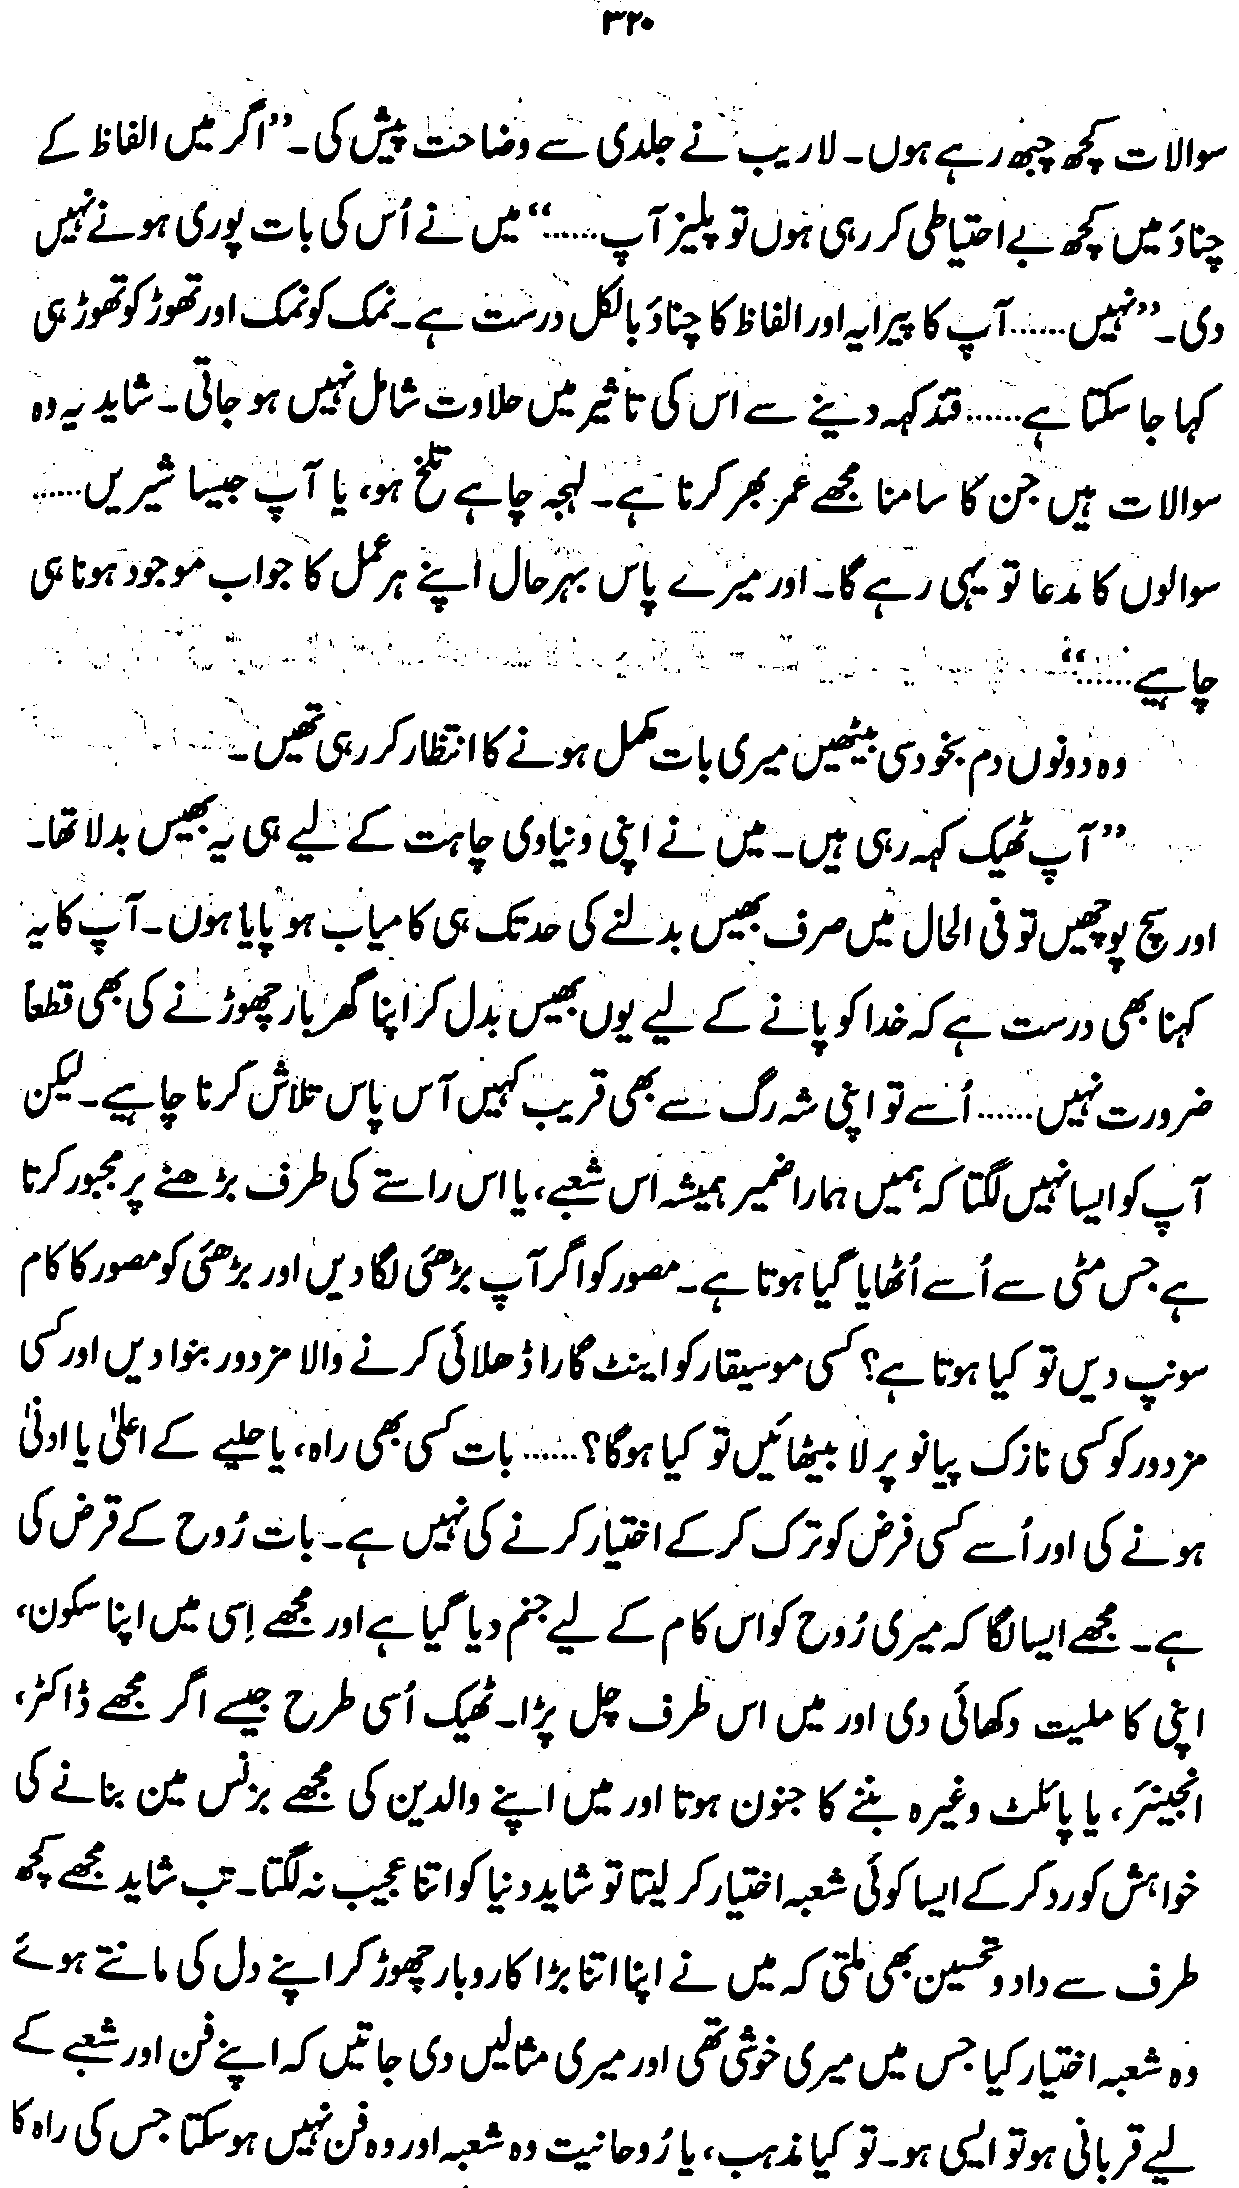 ۳۲۰
سوالات کچھ چبھ رہے ہوں۔ لاریب نے جلدی سے وضاحت پیش کی۔ ”اگر میں الفاظ کے
چناؤ میں کچھ بے احتیاطی کر رہی ہوں تو پلیز آپ......“ میں نے اُس کی بات پوری ہونے نہیں
دی۔ ”نہیں...... آپ کا پیرایہ اور الفاظ کا چناؤ بالکل درست ہے۔ نمک کو نمک اور تھوڑ کو تھوڑ ہی
کہا جا سکتا ہے...... قند کہہ دینے سے اس کی تاثیر میں حلاوت شامل نہیں ہو جاتی۔ شاید یہ وہ
سوالات ہیں جن کا سامنا مجھے عمر بھر کرنا ہے۔ لہجہ چاہے تلخ ہو، یا آپ جیسا شیریں......
سوالوں کا مدعا تو یہی رہے گا۔ اور میرے پاس بہرحال اپنے ہر عمل کا جواب موجود ہونا ہی
چاہیے......“
وہ دونوں دم بخود سی بیٹھیں میری بات مکمل ہونے کا انتظار کر رہی تھیں۔
”آپ ٹھیک کہہ رہی ہیں۔ میں نے اپنی دنیاوی چاہت کے لیے ہی یہ بھیس بدلا تھا۔
اور سچ پوچھیں تو فی الحال میں صرف بھیس بدلنے کی حد تک ہی کامیاب ہو پایا ہوں۔ آپ کا یہ
کہنا بھی درست ہے کہ خدا کو پانے کے لیے یوں بھیس بدل کر اپنا گھر بار چھوڑنے کی بھی قطعاً
ضرورت نہیں...... اُسے تو اپنی شہ رگ سے بھی قریب کہیں آس پاس تلاش کرنا چاہیے۔ لیکن
آپ کو ایسا نہیں لگتا کہ ہمیں ہمارا ضمیر ہمیشہ اس شعبے، یا اس راستے کی طرف بڑھنے پر مجبور کرتا
ہے جس مٹی سے اُسے اُٹھایا گیا ہوتا ہے۔ مصور کو اگر آپ بڑھئی لگا دیں اور بڑھئی کو مصور کا کام
سونپ دیں تو کیا ہوتا ہے؟ کسی موسیقار کو اینٹ گارا ڈھلائی کرنے والا مزدور بنوا دیں اور کسی
مزدور کو کسی نازک پیانو پر لا بیٹھائیں تو کیا ہوگا؟...... بات کسی بھی راہ، یا حلیے کے اعلیٰ یا ادنیٰ
ہونے کی اور اُسے کسی فرض کو ترک کر کے اختیار کرنے کی نہیں ہے۔ بات رُوح کے قرض کی
ہے۔ مجھے ایسا لگا کہ میری رُوح کو اس کام کے لیے جنم دیا گیا ہے اور مجھے اِسی میں اپنا سکون،
اپنی کاملیت دکھائی دی اور میں اس طرف چل پڑا۔ ٹھیک اُسی طرح جیسے اگر مجھے ڈاکٹر،
انجینئر، یا پائلٹ وغیرہ بننے کا جنون ہوتا اور میں اپنے والدین کی مجھے بزنس مین بنانے کی
خواہش کو رد کر کے ایسا کوئی شعبہ اختیار کر لیتا تو شاید دنیا کو اتنا عجیب نہ لگتا۔ تب شاید مجھے کچھ
طرف سے داد و تحسین بھی ملتی کہ میں نے اپنا اتنا بڑا کاروبار چھوڑ کر اپنے دل کی مانتے ہوئے
وہ شعبہ اختیار کیا جس میں میری خوشی تھی اور میری مثالیں دی جاتیں کہ اپنے فن اور شعبے کے
لیے قربانی ہو تو ایسی ہو۔ تو کیا مذہب، یا رُوحانیت وہ شعبہ اور وہ فن نہیں ہو سکتا جس کی راہ کا